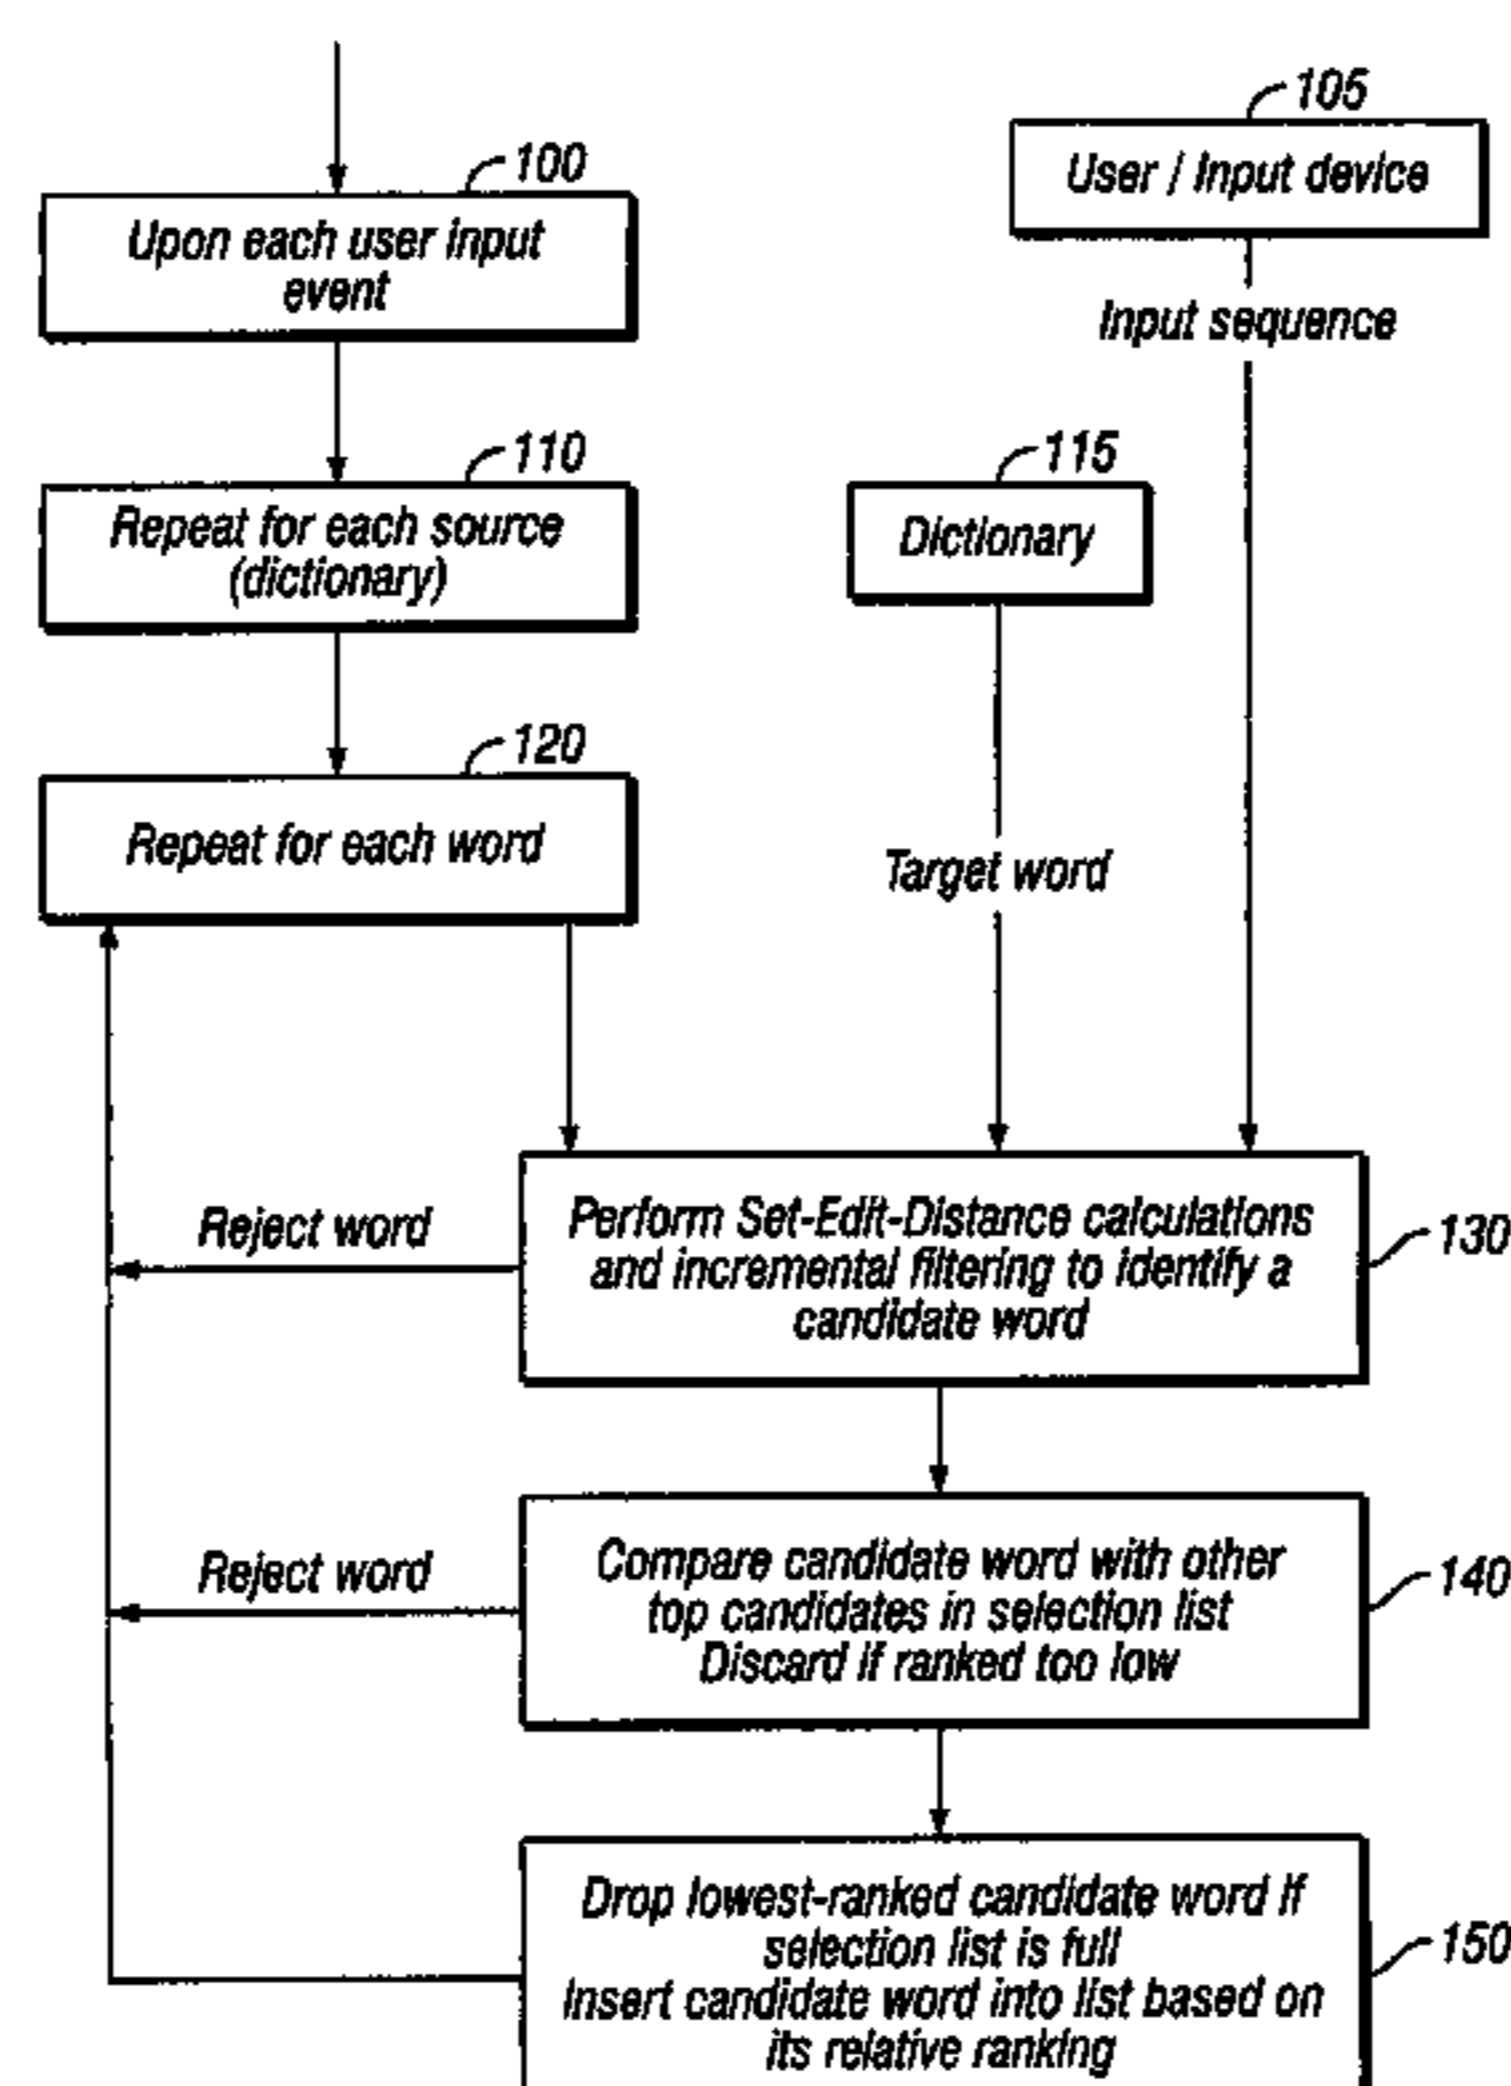 105
User / Input device
100
Upon each user input
event
Input sequence
110
Repeat for each source
(dictionary)
115
Dictionary
120
Repeat for each word
Target word
Reject word
Perform Set-Edit-Distance calculations
and incremental filtering to identify a
candidate word
130
Reject word
Compare candidate word with other
top candidates in selection list
Discard if ranked too low
140
Drop lowest-ranked candidate word if
selection list is full
Insert candidate word into list based on
its relative ranking
150